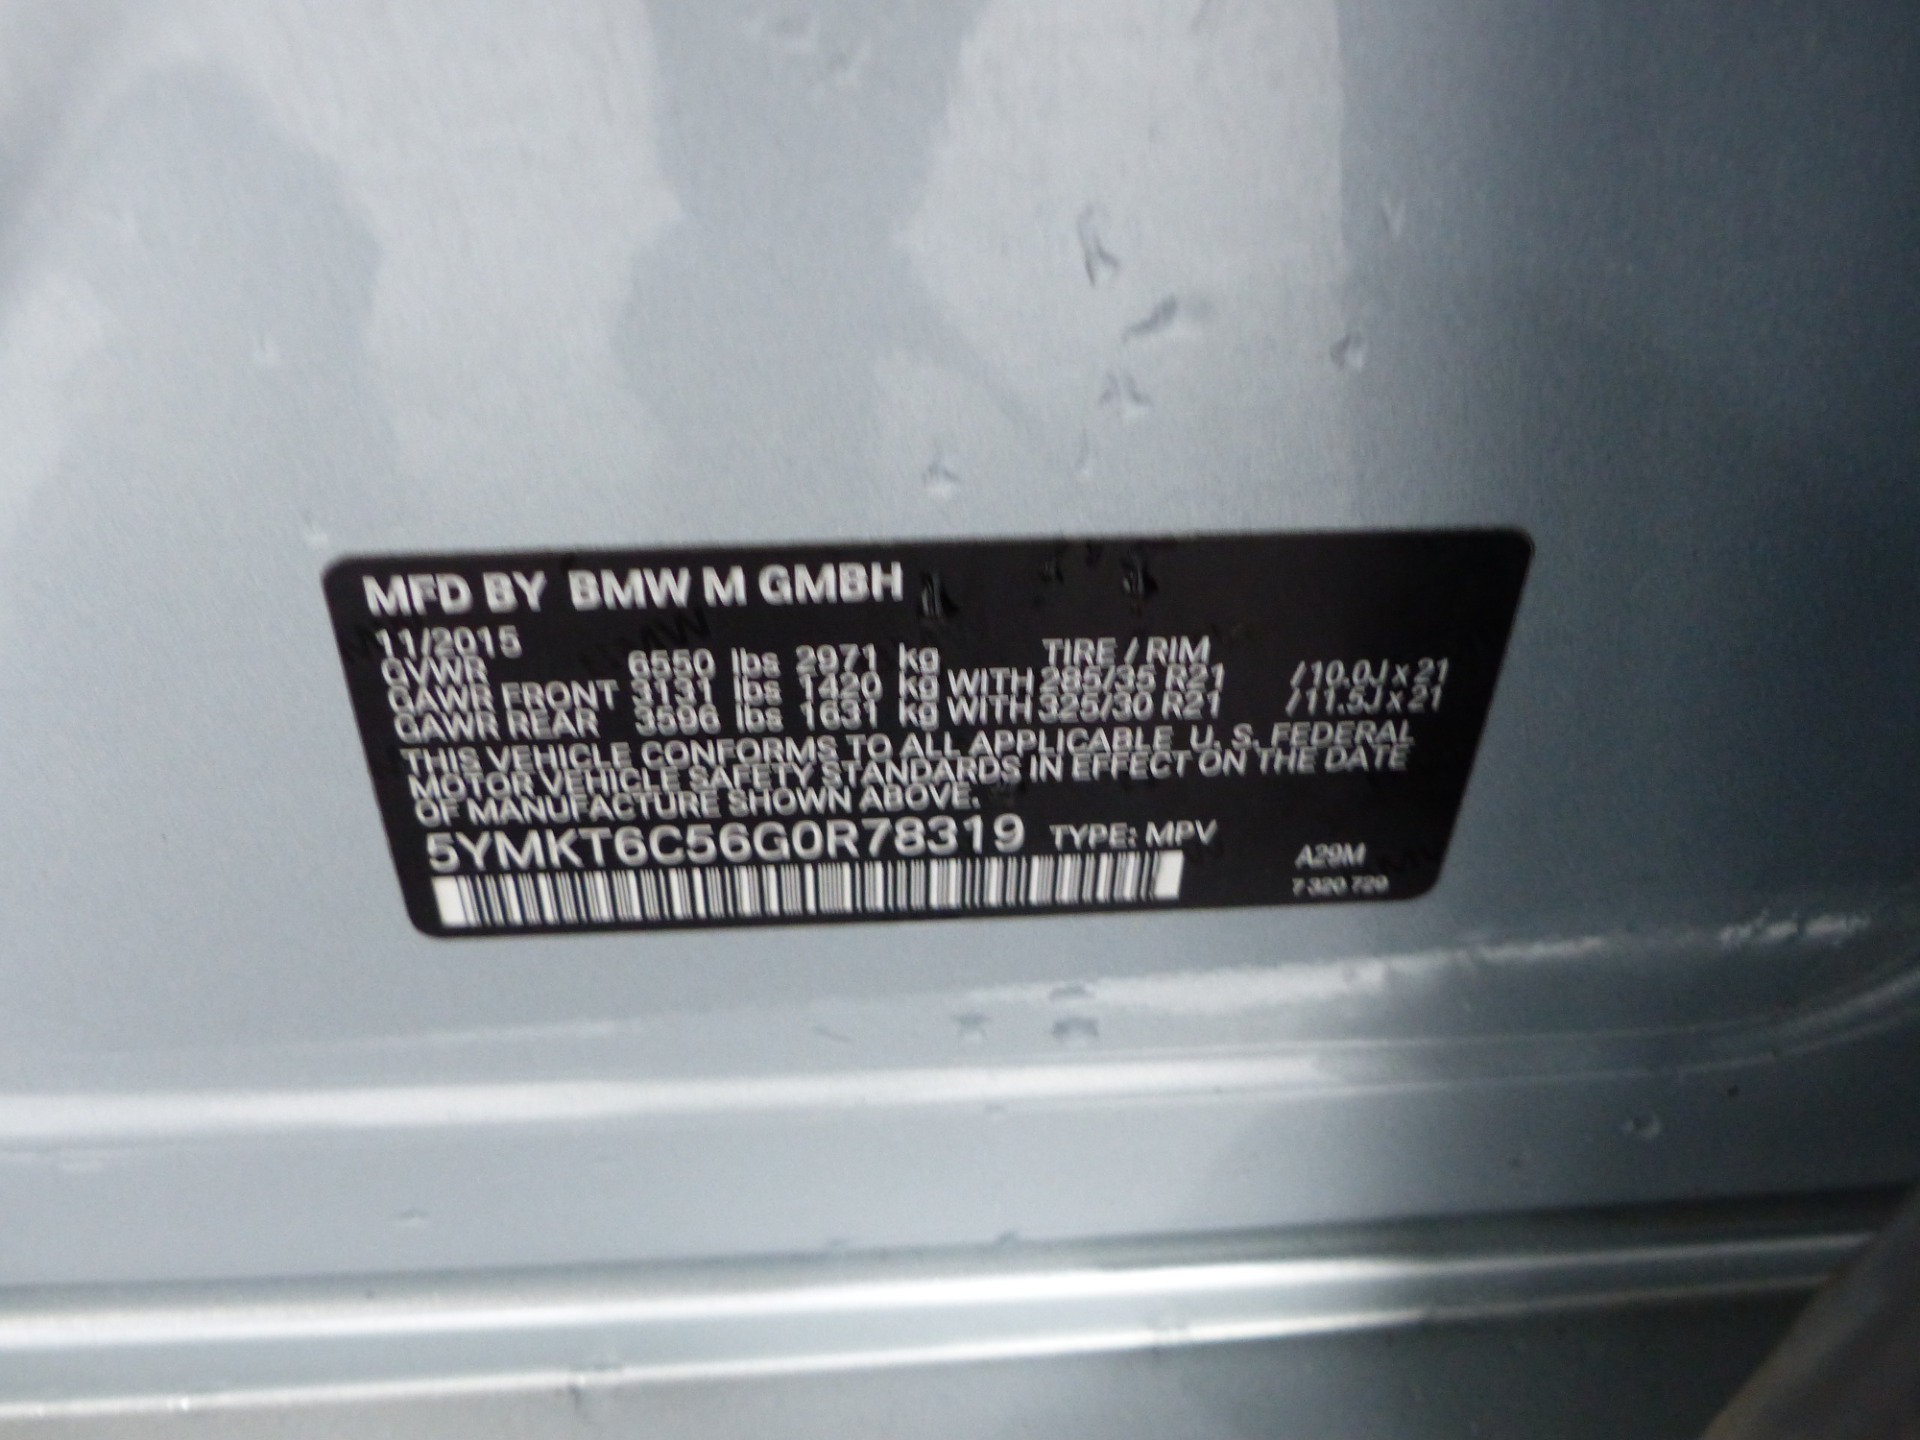 MFD BY BMW M GMBH
11/2015
GVWR 6550 lbs 2971 kg TIRE / RIM
GAWR FRONT 3131 lbs 1420 kg WITH 285/35 R21 /10.0J x 21
GAWR REAR 3596 lbs 1631 kg WITH 325/30 R21 /11.5J x 21
THIS VEHICLE CONFORMS TO ALL APPLICABLE U. S. FEDERAL
MOTOR VEHICLE SAFETY STANDARDS IN EFFECT ON THE DATE
OF MANUFACTURE SHOWN ABOVE.
5YMKT6C56G0R78319 TYPE: MPV
A29M
7 320 729